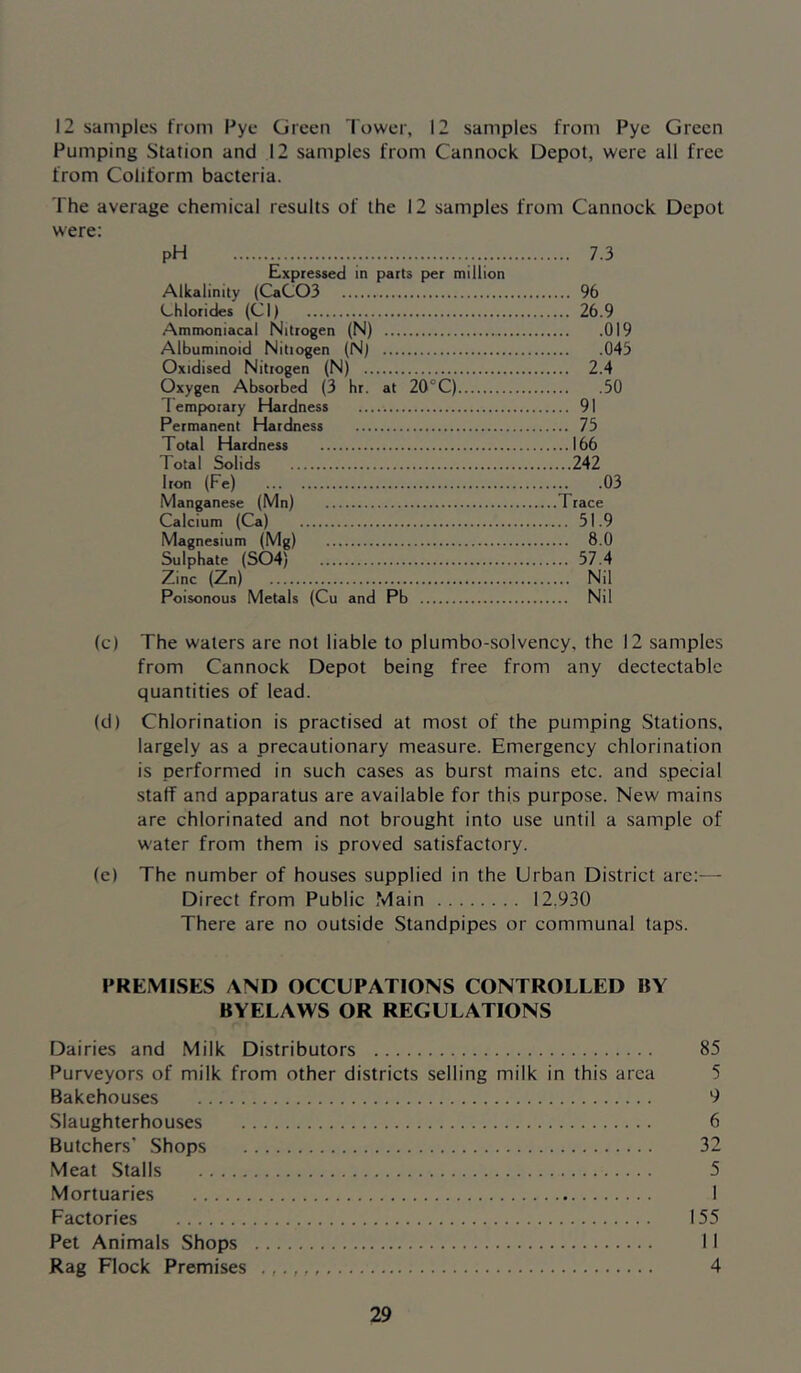 12 samples from Pye Green Tower, 12 samples from Pye Green
Pumping Station and 12 samples from Cannock Depot, were all free
from Coliform bacteria.
The average chemical results of the 12 samples from Cannock Depot
were:
pH ........ 7.3
Expressed in parts per million
Alkalinity (CaCO3 ........ 96
Chlorides (Cl) ........ 26.9
Ammoniacal Nitrogen (N) ........ .019
Albuminoid Nitrogen (N) ........ .045
Oxidised Nitrogen (N) ........ 2.4
Oxygen Absorbed (3 hr. at 20°C)........ .50
Temporary Hardness ........ 91
Permanent Hardness ........ 75
Total Hardness ........166
Total Solids ........242
Iron (Fe) ... ........ .03
Manganese (Mn) ........Trace
Calcium (Ca) ........ 51.9
Magnesium (Mg) ........ 8.0
Sulphate (SO4) ........ 57.4
Zinc (Zn) ........ Nil
Poisonous Metals (Cu and Pb ........ Nil
(c) The waters are not liable to plumbo-solvency, the 12 samples
from Cannock Depot being free from any dectectable
quantities of lead.
(d) Chlorination is practised at most of the pumping Stations,
largely as a precautionary measure. Emergency chlorination
is performed in such cases as burst mains etc. and special
staff and apparatus are available for this purpose. New mains
are chlorinated and not brought into use until a sample of
water from them is proved satisfactory.
(e) The number of houses supplied in the Urban District are:—
Direct from Public Main ........ 12,930
There are no outside Standpipes or communal taps.
PREMISES AND OCCUPATIONS CONTROLLED BY
BYELAWS OR REGULATIONS
Dairies and Milk Distributors ........ 85
Purveyors of milk from other districts selling milk in this area 5
Bakehouses ........ 9
Slaughterhouses ........ 6
Butchers' Shops ........ 32
Meat Stalls ........ 5
Mortuaries ........ 1
Factories ........ 155
Pet Animals Shops ........ 11
Rag Flock Premises ........ 4
29